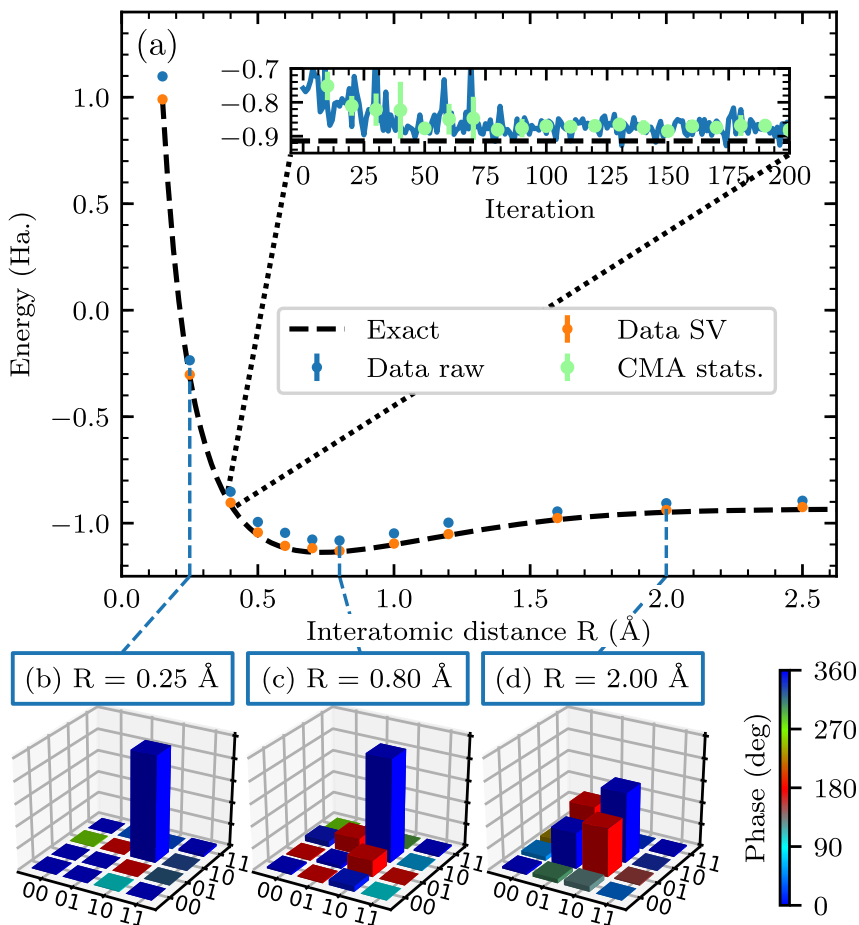 (a)
−0.7
−0.8
−0.9
0 25 50 75 100 125 150 175 200
Iteration
1.0
0.5
0.0
−0.5
−1.0
Energy (Ha.)
Exact
Data raw
Data SV
CMA stats.
0.0 0.5 1.0 1.5 2.0 2.5
Interatomic distance R (Å)
(b) R = 0.25 Å
(c) R = 0.80 Å
(d) R = 2.00 Å
00 01 10 11
00 01 10 11
00 01 10 11
00 01 10 11
00 01 10 11
00 01 10 11
360
270
180
90
0
Phase (deg)